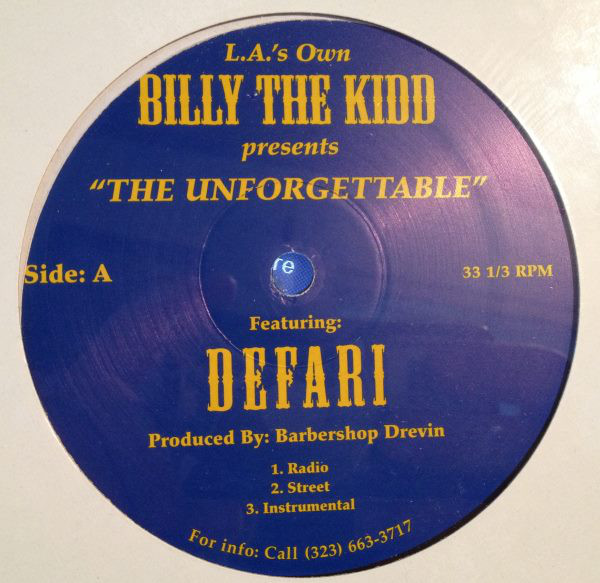 L.A.'s Own
BILLY THE KIDD
presents
"THE UNFORGETTABLE"
re
Side: A
33 1/3 RPM
Featuring:
DEFARI
Produced By: Barbershop Drevin
1. Radio
2. Street
3. Instrumental
For info: Call (323) 663-3717